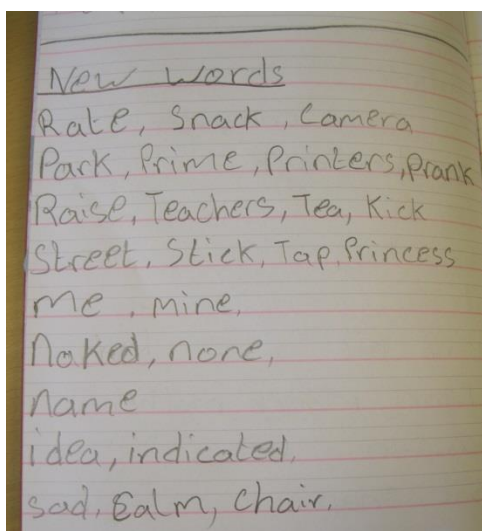 New Words
Rate, Snack, Camera
Park, Prime, Printers, Prank
Raise, Teachers, Tea, Kick
Street, Stick, Tap, Princess
me, mine,
Naked, none,
name
idea, indicated,
sad, Calm, Chair,